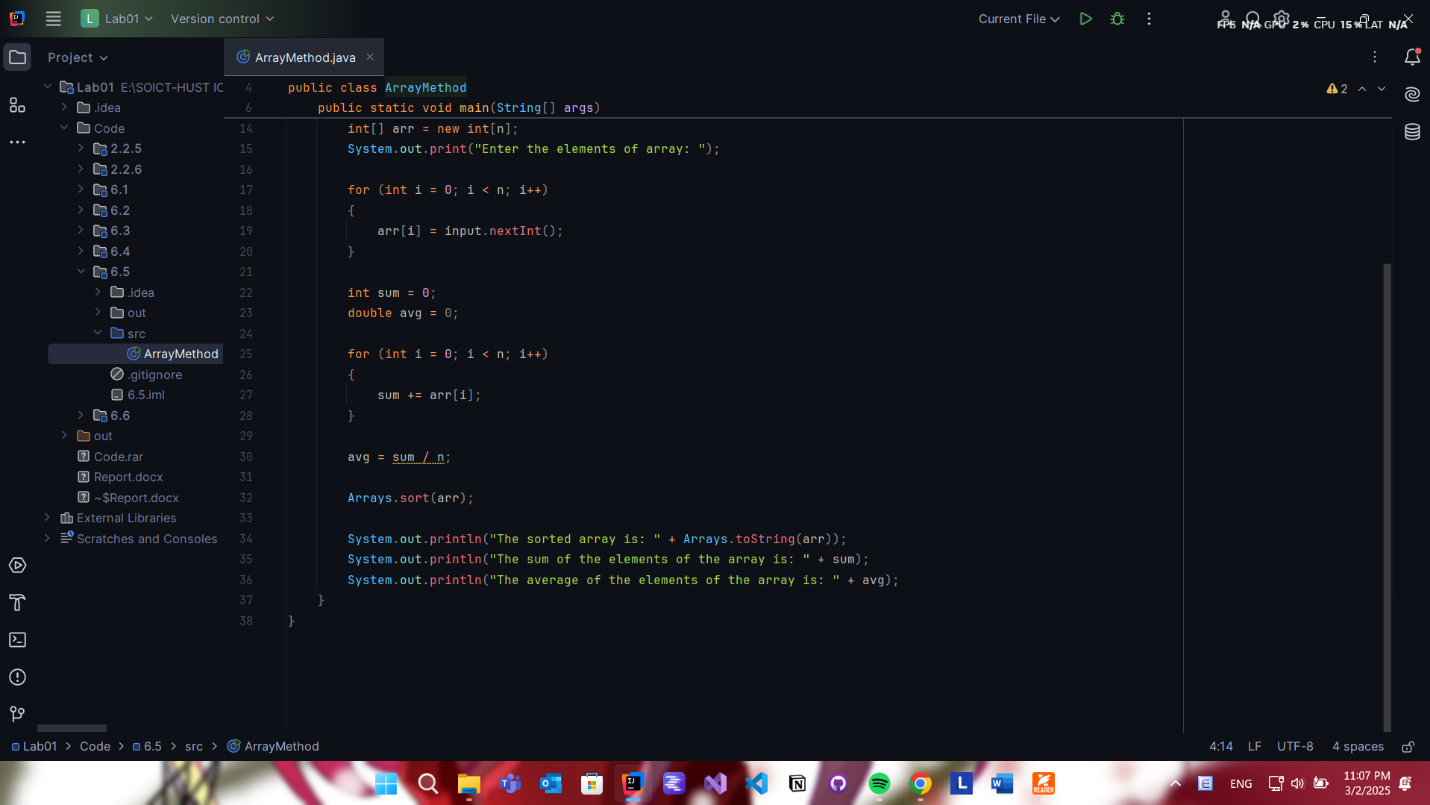 L Lab01 Version control Current File
FPS N/A GPU 2% CPU 15% LAT N/A
Project ArrayMethod.java
Lab01 E:\SOICT-HUST IC
.idea
Code
2.2.5
2.2.6
6.1
6.2
6.3
6.4
6.5
.idea
out
src
ArrayMethod
.gitignore
6.5.iml
6.6
out
Code.rar
Report.docx
~$Report.docx
External Libraries
Scratches and Consoles
4 public class ArrayMethod
2
6 public static void main(String[] args)
14 int[] arr = new int[n];
15 System.out.print("Enter the elements of array: ");
16
17 for (int i = 0; i < n; i++)
18 {
19 arr[i] = input.nextInt();
20 }
21
22 int sum = 0;
23 double avg = 0;
24
25 for (int i = 0; i < n; i++)
26 {
27 sum += arr[i];
28 }
29
30 avg = sum / n;
31
32 Arrays.sort(arr);
33
34 System.out.println("The sorted array is: " + Arrays.toString(arr));
35 System.out.println("The sum of the elements of the array is: " + sum);
36 System.out.println("The average of the elements of the array is: " + avg);
37 }
38 }
Lab01 > Code > 6.5 > src > ArrayMethod 4:14 LF UTF-8 4 spaces
ENG 11:07 PM
3/2/2025